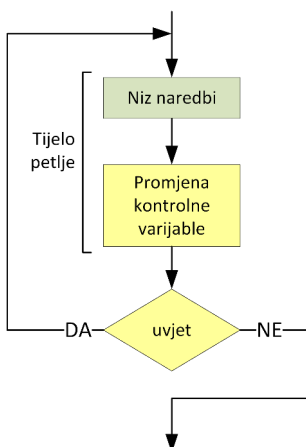 Niz naredbi
Tijelo
petlje
Promjena
kontrolne
varijable
DA
uvjet
NE